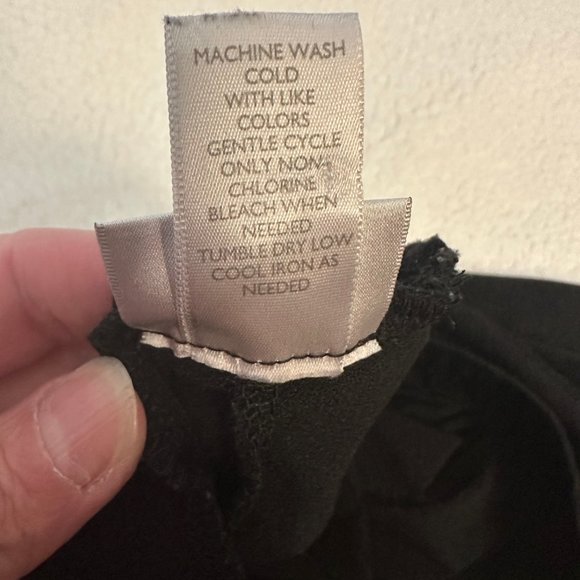 MACHINE WASH
COLD
WITH LIKE
COLORS
GENTLE CYCLE
ONLY NON-
CHLORINE
BLEACH WHEN
NEEDED
TUMBLE DRY LOW
COOL IRON AS
NEEDED